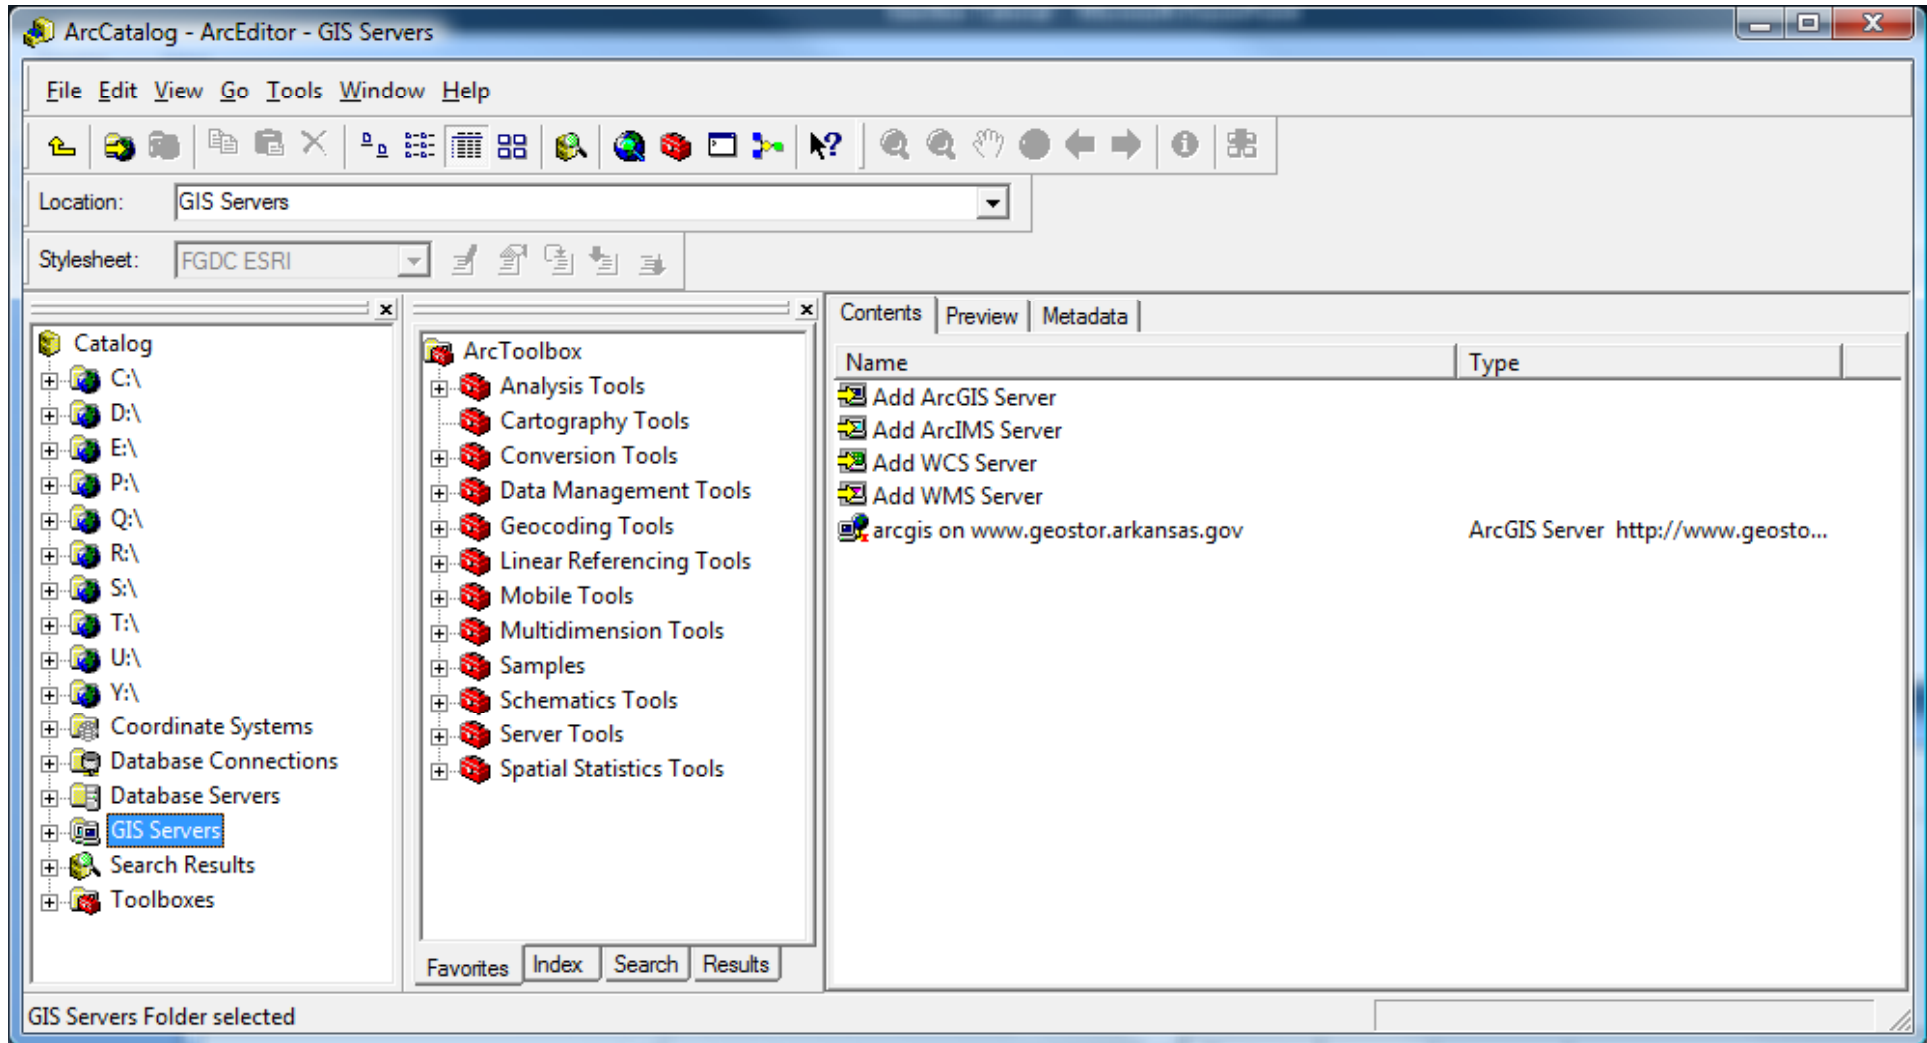 ArcCatalog - ArcEditor - GIS Servers
File Edit View Go Tools Window Help
Location: GIS Servers
Stylesheet: FGDC ESRI
Catalog
C:\
D:\
E:\
P:\
Q:\
R:\
S:\
T:\
U:\
Y:\
Coordinate Systems
Database Connections
Database Servers
GIS Servers
Search Results
Toolboxes
ArcToolbox
Analysis Tools
Cartography Tools
Conversion Tools
Data Management Tools
Geocoding Tools
Linear Referencing Tools
Mobile Tools
Multidimension Tools
Samples
Schematics Tools
Server Tools
Spatial Statistics Tools
Favorites Index Search Results
Contents Preview Metadata
Name Type
Add ArcGIS Server
Add ArcIMS Server
Add WCS Server
Add WMS Server
arcgis on www.geostor.arkansas.gov ArcGIS Server http://www.geosto...
GIS Servers Folder selected